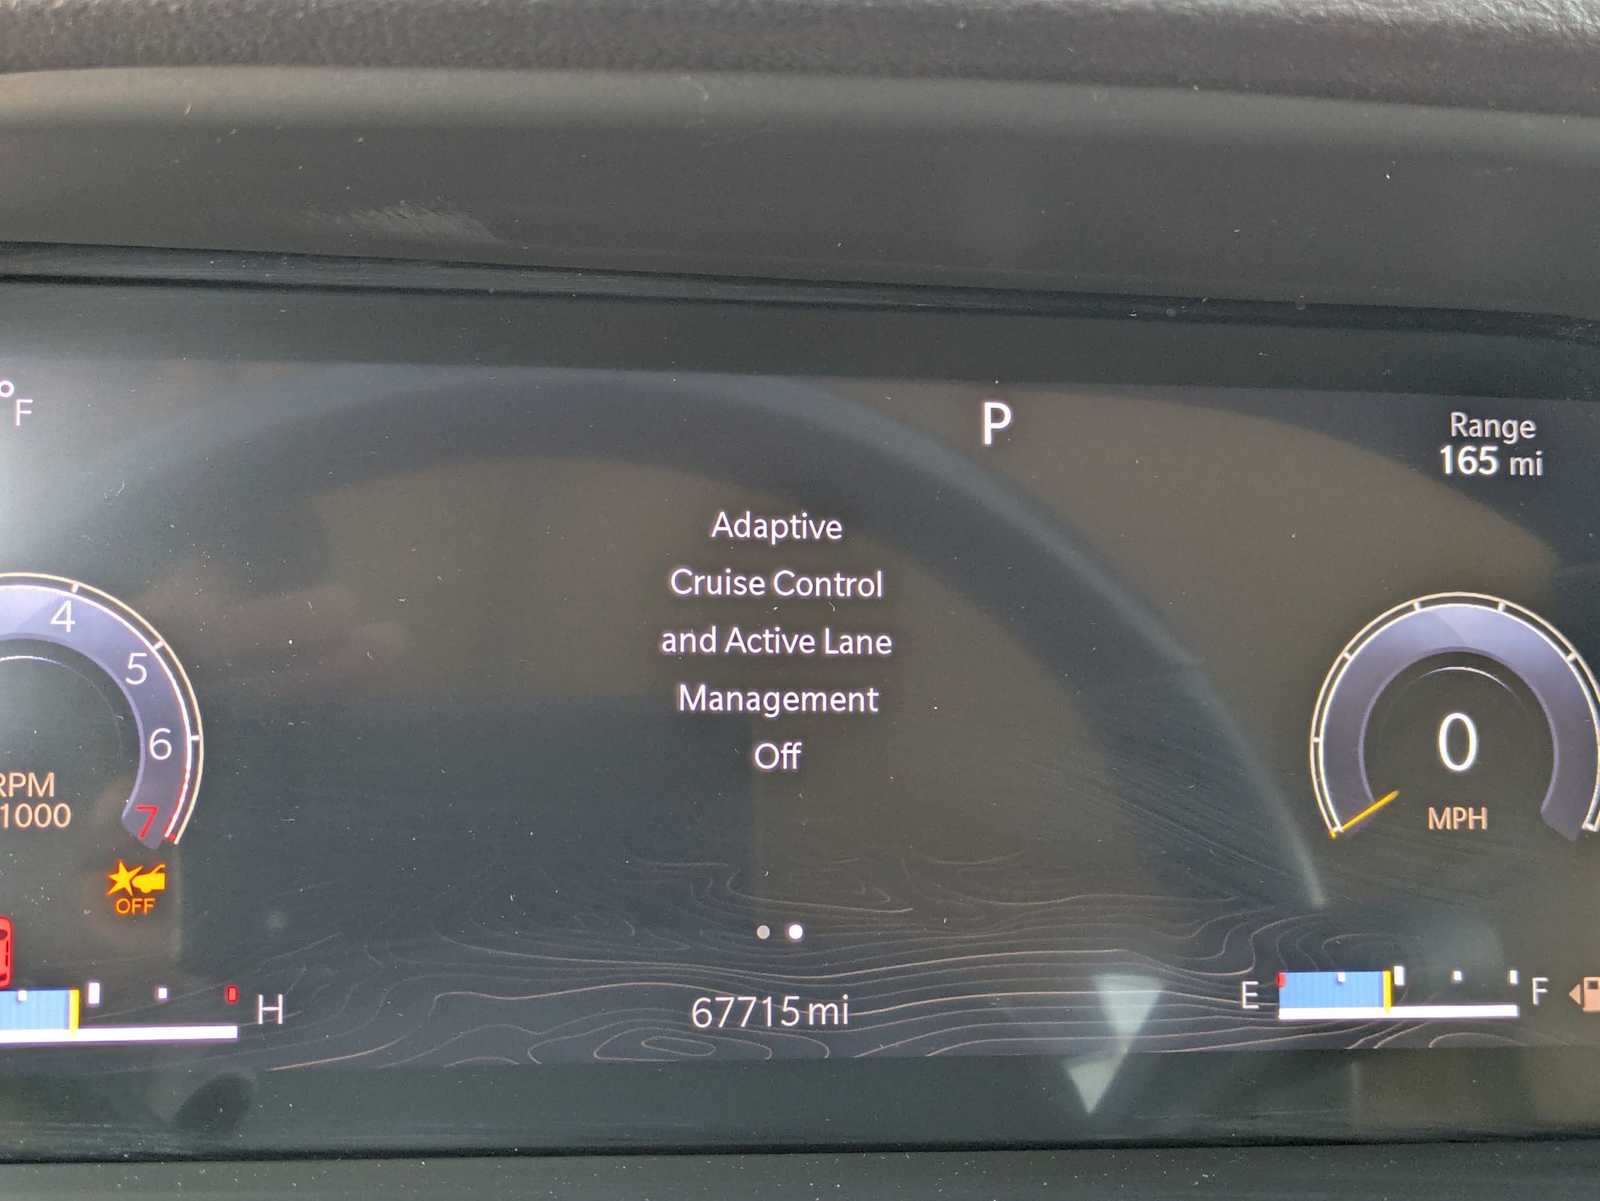 °F
P
Range
165 mi
Adaptive
Cruise Control
and Active Lane
Management
Off
4
5
6
7
RPM
1000
OFF
0
MPH
H
67715 mi
E
F